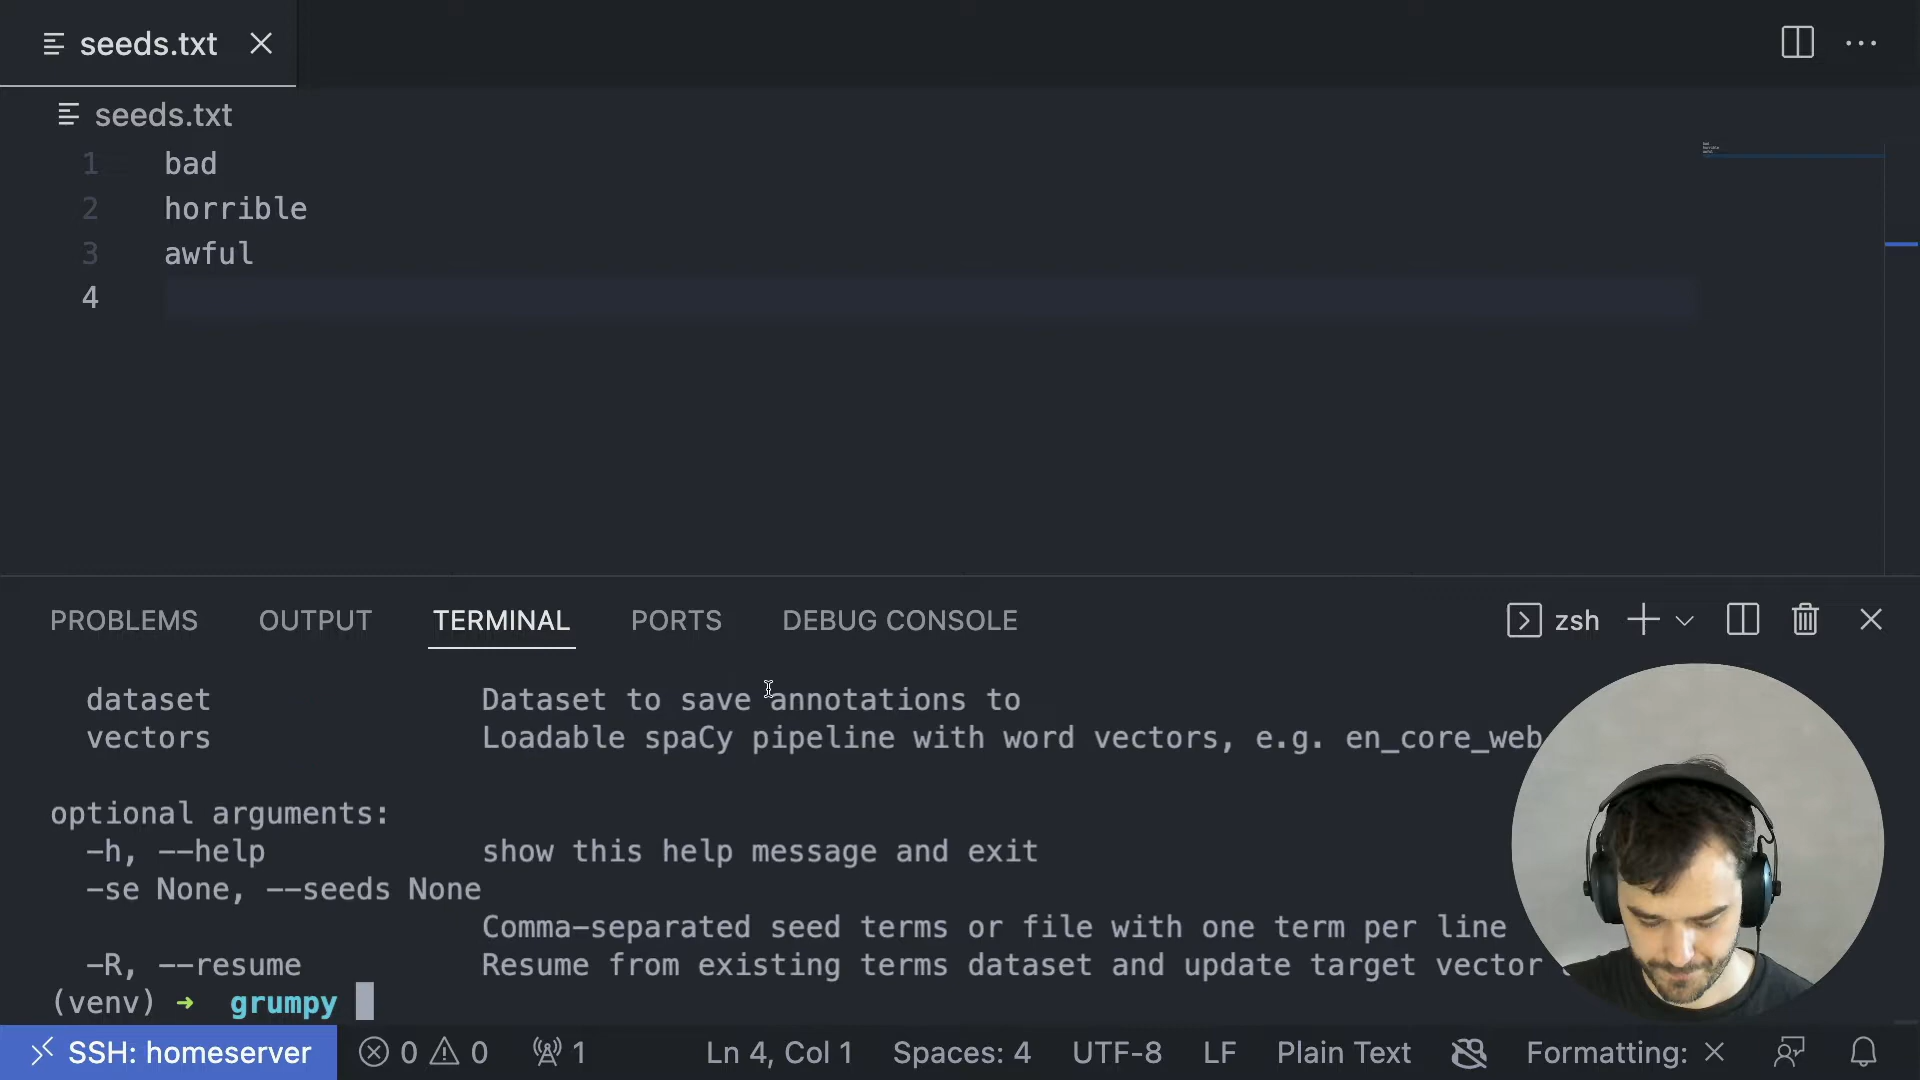 seeds.txt
seeds.txt
1 bad
2 horrible
3 awful
4
PROBLEMS OUTPUT TERMINAL PORTS DEBUG CONSOLE zsh
dataset Dataset to save annotations to
vectors Loadable spaCy pipeline with word vectors, e.g. en_core_web
optional arguments:
-h, --help show this help message and exit
-se None, --seeds None
Comma-separated seed terms or file with one term per line
-R, --resume Resume from existing terms dataset and update target vector
(venv) ➜ grumpy
SSH: homeserver 0 0 1 Ln 4, Col 1 Spaces: 4 UTF-8 LF Plain Text Formatting: ×